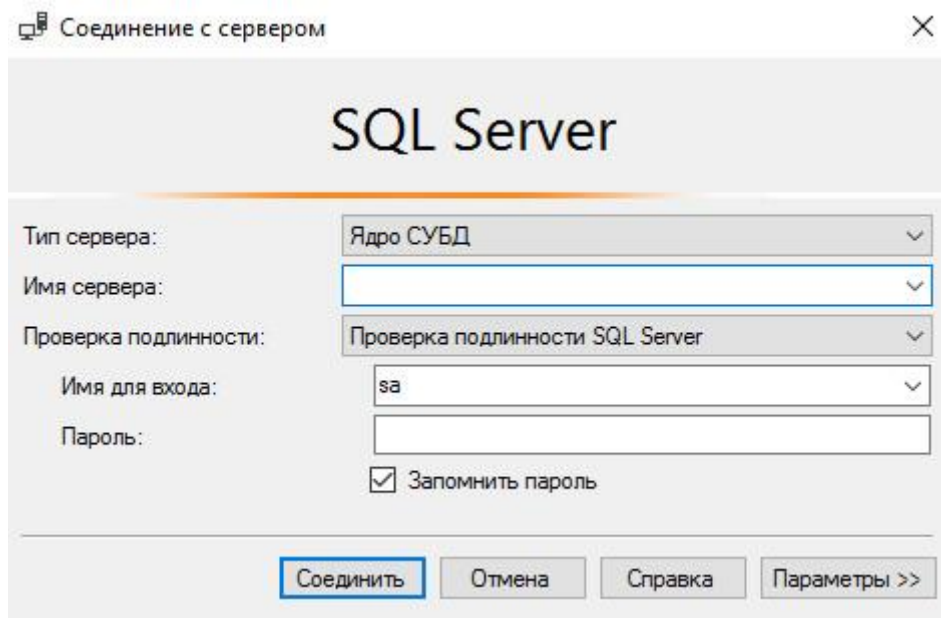 Соединение с сервером
SQL Server
Тип сервера: Ядро СУБД
Имя сервера:
Проверка подлинности: Проверка подлинности SQL Server
Имя для входа: sa
Пароль:
Запомнить пароль
Соединить Отмена Справка Параметры >>